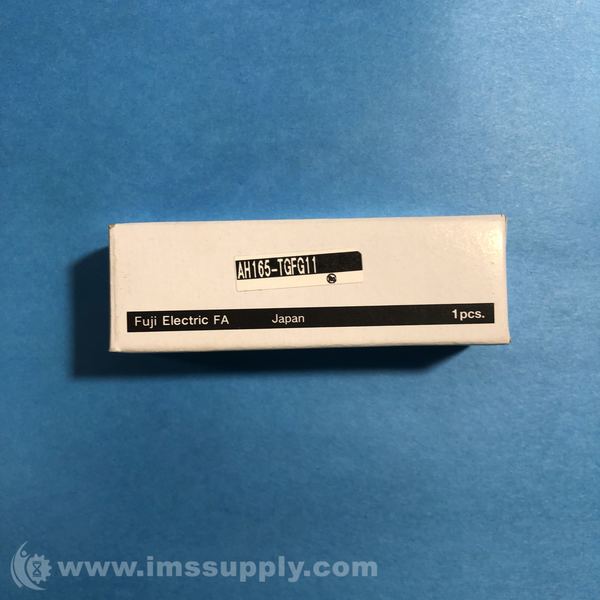 AH165-TGFG11
Fuji Electric FA Japan 1pcs.
www.imssupply.com